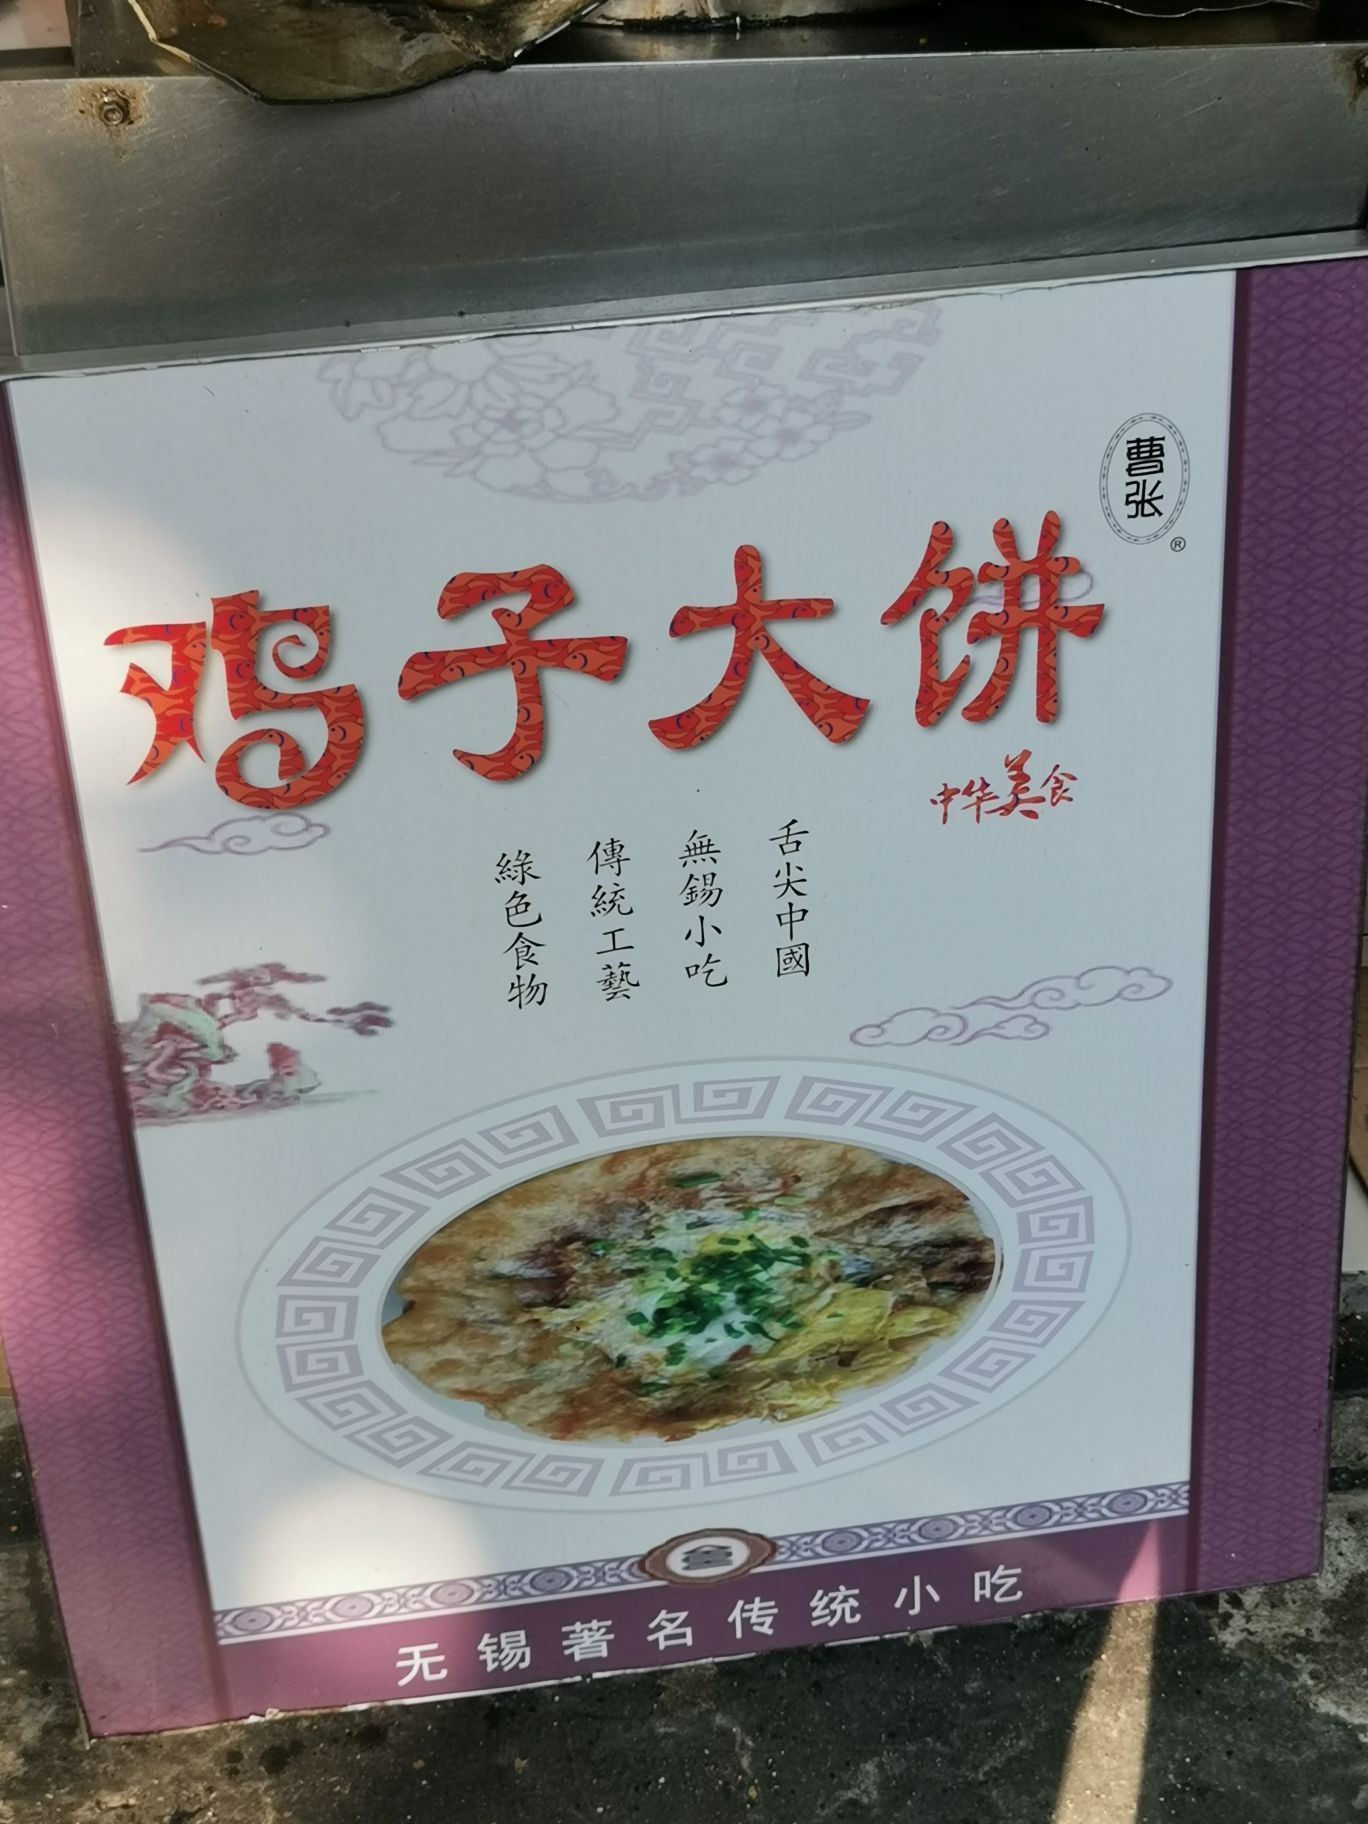 曹张
®
鸡子大饼
中华美食
舌尖中國
無錫小吃
傳統工藝
綠色食物
无锡著名传统小吃